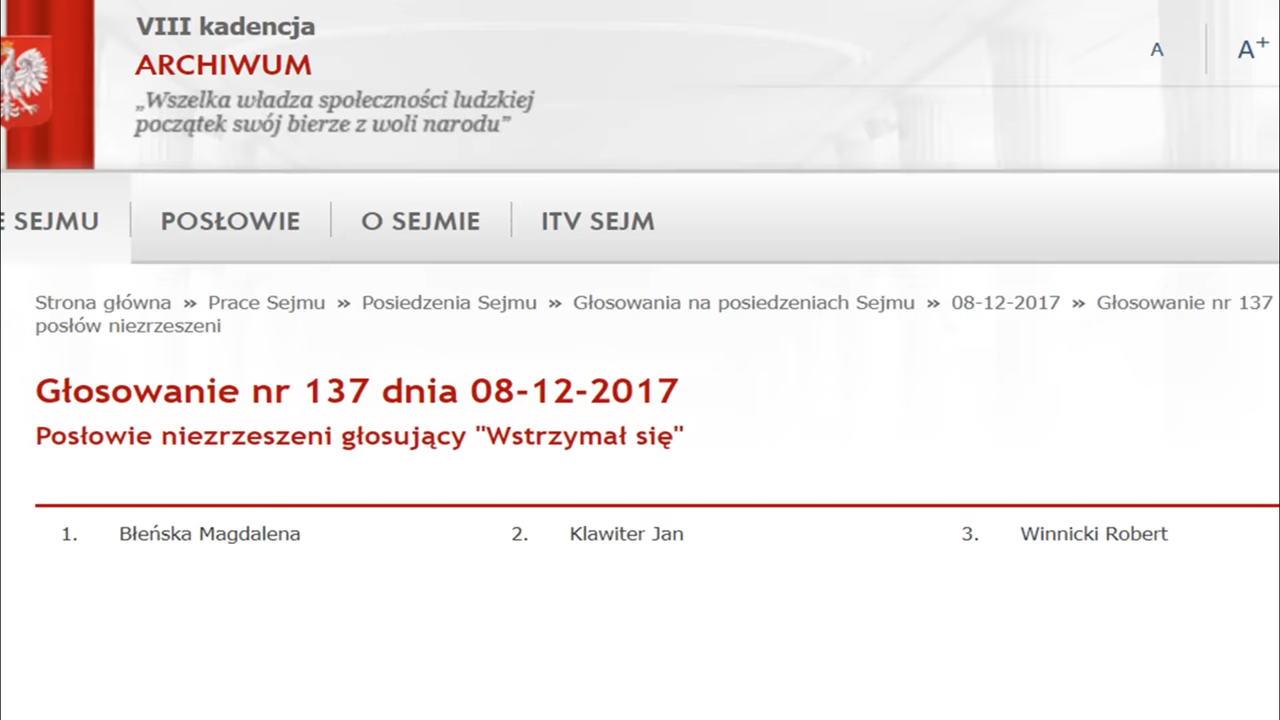 VIII kadencja
ARCHIWUM
„Wszelka władza społeczności ludzkiej
początek swój bierze z woli narodu”
A A+
E SEJMU POSŁOWIE O SEJMIE ITV SEJM
Strona główna » Prace Sejmu » Posiedzenia Sejmu » Głosowania na posiedzeniach Sejmu » 08-12-2017 » Głosowanie nr 137
posłów niezrzeszeni
Głosowanie nr 137 dnia 08-12-2017
Posłowie niezrzeszeni głosujący "Wstrzymał się"
1. Błeńska Magdalena 2. Klawiter Jan 3. Winnicki Robert